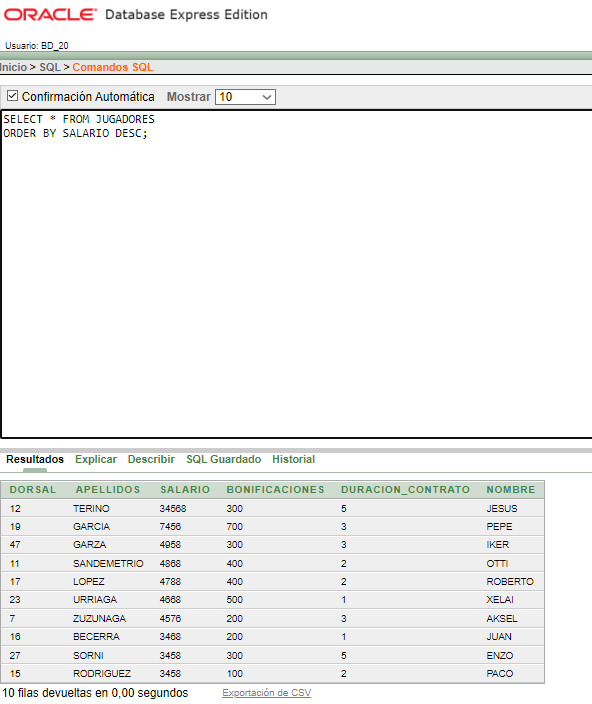 ORACLE® Database Express Edition
Usuario: BD_20
Inicio > SQL > Comandos SQL
Confirmación Automática Mostrar 10
SELECT * FROM JUGADORES
ORDER BY SALARIO DESC;
Resultados Explicar Describir SQL Guardado Historial
DORSAL APELLIDOS SALARIO BONIFICACIONES DURACION_CONTRATO NOMBRE
12 TERINO 34568 300 5 JESUS
19 GARCIA 7456 700 3 PEPE
47 GARZA 4958 300 3 IKER
11 SANDEMETRIO 4868 400 2 OTTI
17 LOPEZ 4788 400 2 ROBERTO
23 URRIAGA 4668 500 1 XELAI
7 ZUZUNAGA 4576 200 3 AKSEL
16 BECERRA 3468 200 1 JUAN
27 SORNI 3458 300 5 ENZO
15 RODRIGUEZ 3458 100 2 PACO
10 filas devueltas en 0,00 segundos Exportación de CSV